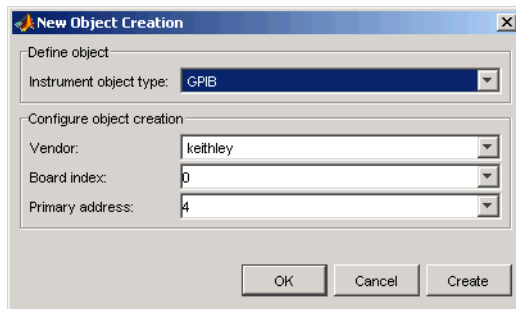 New Object Creation
Define object
Instrument object type: GPIB
Configure object creation
Vendor: keithley
Board index: 0
Primary address: 4
OK Cancel Create